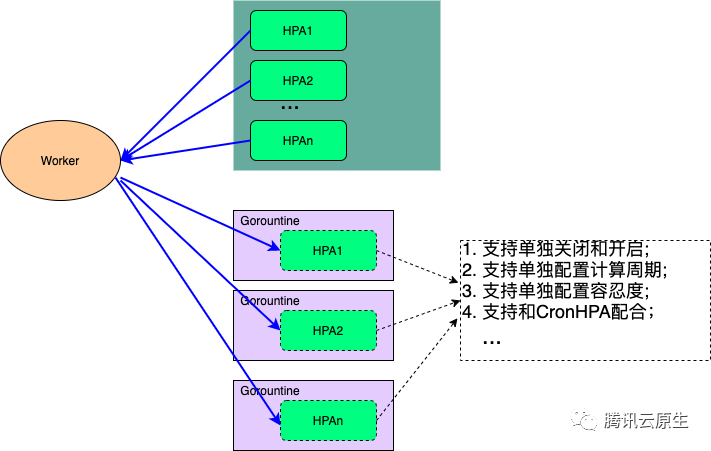 HPA1
HPA2
...
HPAn
Worker
Gorountine
HPA1
Gorountine
HPA2
Gorountine
HPAn
1. 支持单独关闭和开启;
2. 支持单独配置计算周期;
3. 支持单独配置容忍度;
4. 支持和CronHPA配合；
...
腾讯云原生